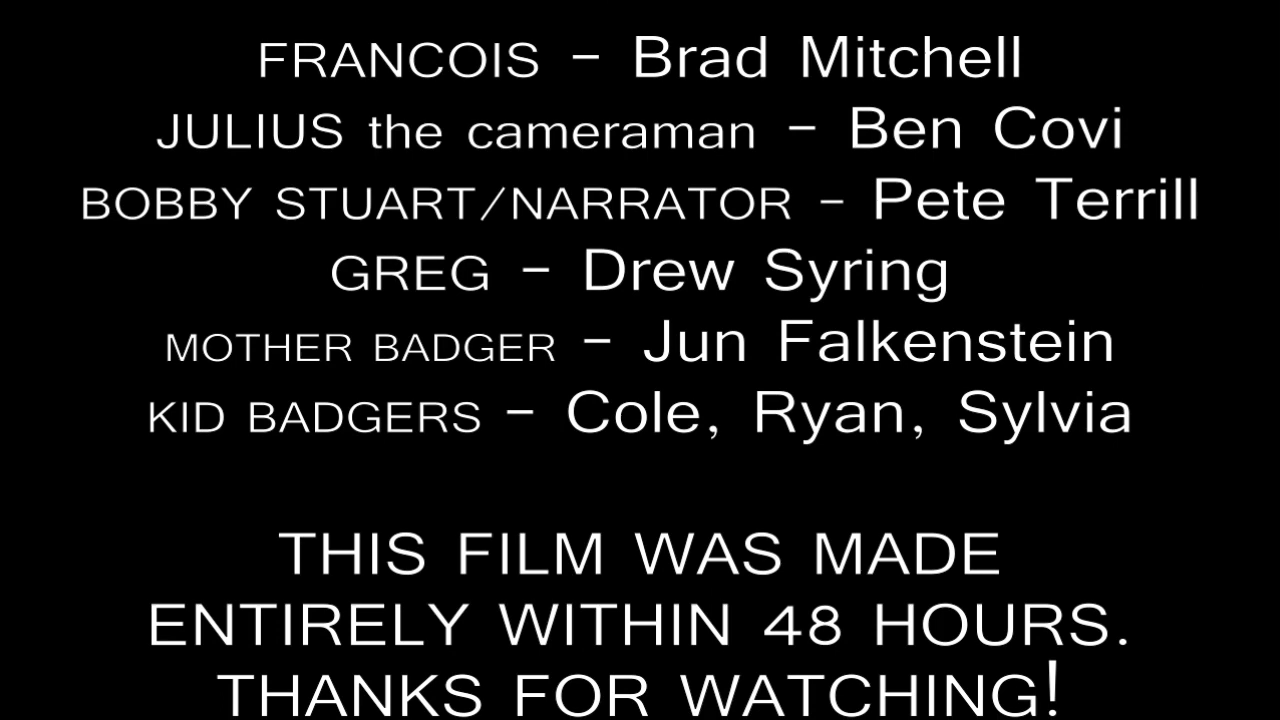 FRANCOIS - Brad Mitchell
JULIUS the cameraman - Ben Covi
BOBBY STUART/NARRATOR - Pete Terrill
GREG - Drew Syring
MOTHER BADGER - Jun Falkenstein
KID BADGERS - Cole, Ryan, Sylvia
THIS FILM WAS MADE
ENTIRELY WITHIN 48 HOURS.
THANKS FOR WATCHING!